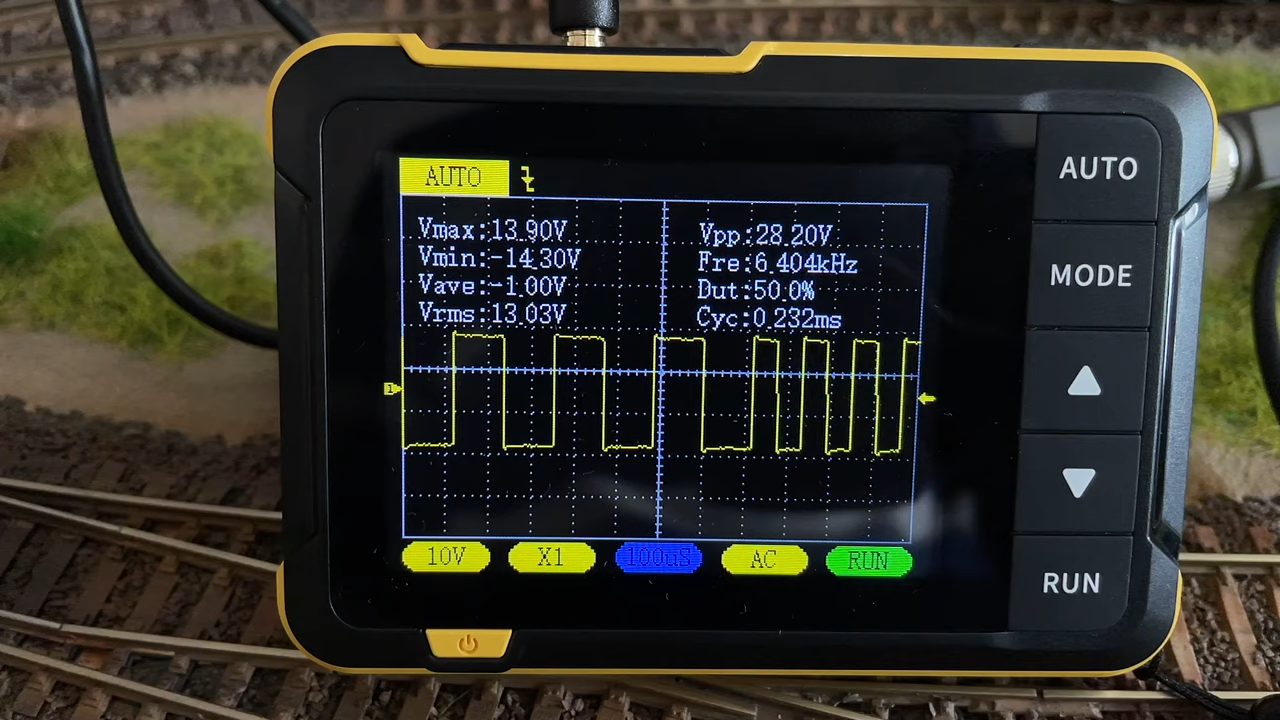 AUTO
Vmax:13.90V
Vmin:-14.30V
Vave:-1.00V
Vrms:13.03V
Vpp:28.20V
Fre:6.404kHz
Dut:50.0%
Cyc:0.232ms
1
10V
X1
100uS
AC
RUN
AUTO
MODE
RUN